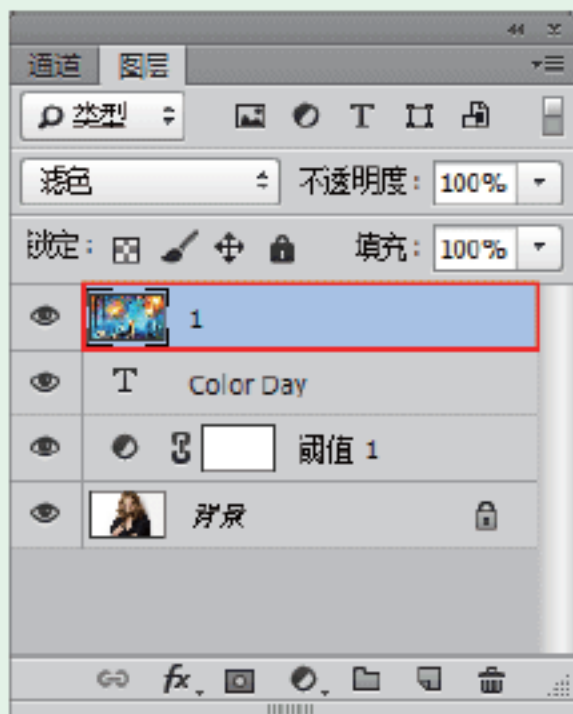 通道 图层
类型
滤色 不透明度: 100%
锁定: 填充: 100%
1
T Color Day
阈值 1
背景
fx